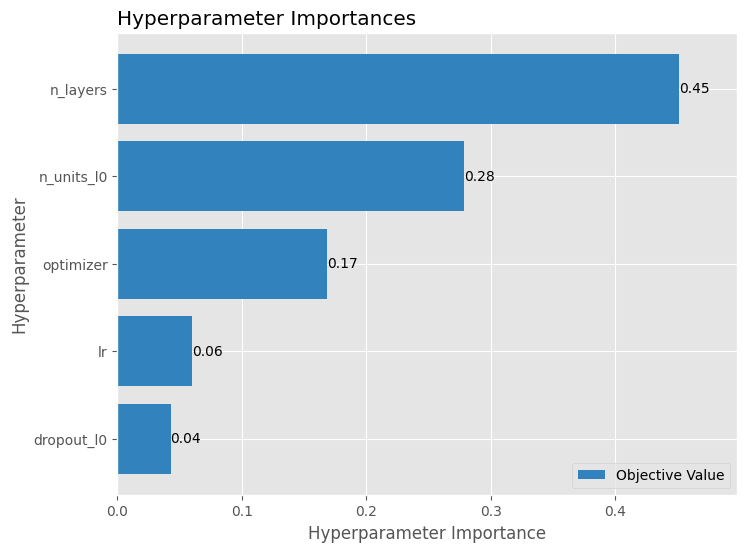 Hyperparameter Importances
Hyperparameter
n_layers
0.45
n_units_l0
0.28
optimizer
0.17
lr
0.06
dropout_l0
0.04
Objective Value
0.0 0.1 0.2 0.3 0.4
Hyperparameter Importance